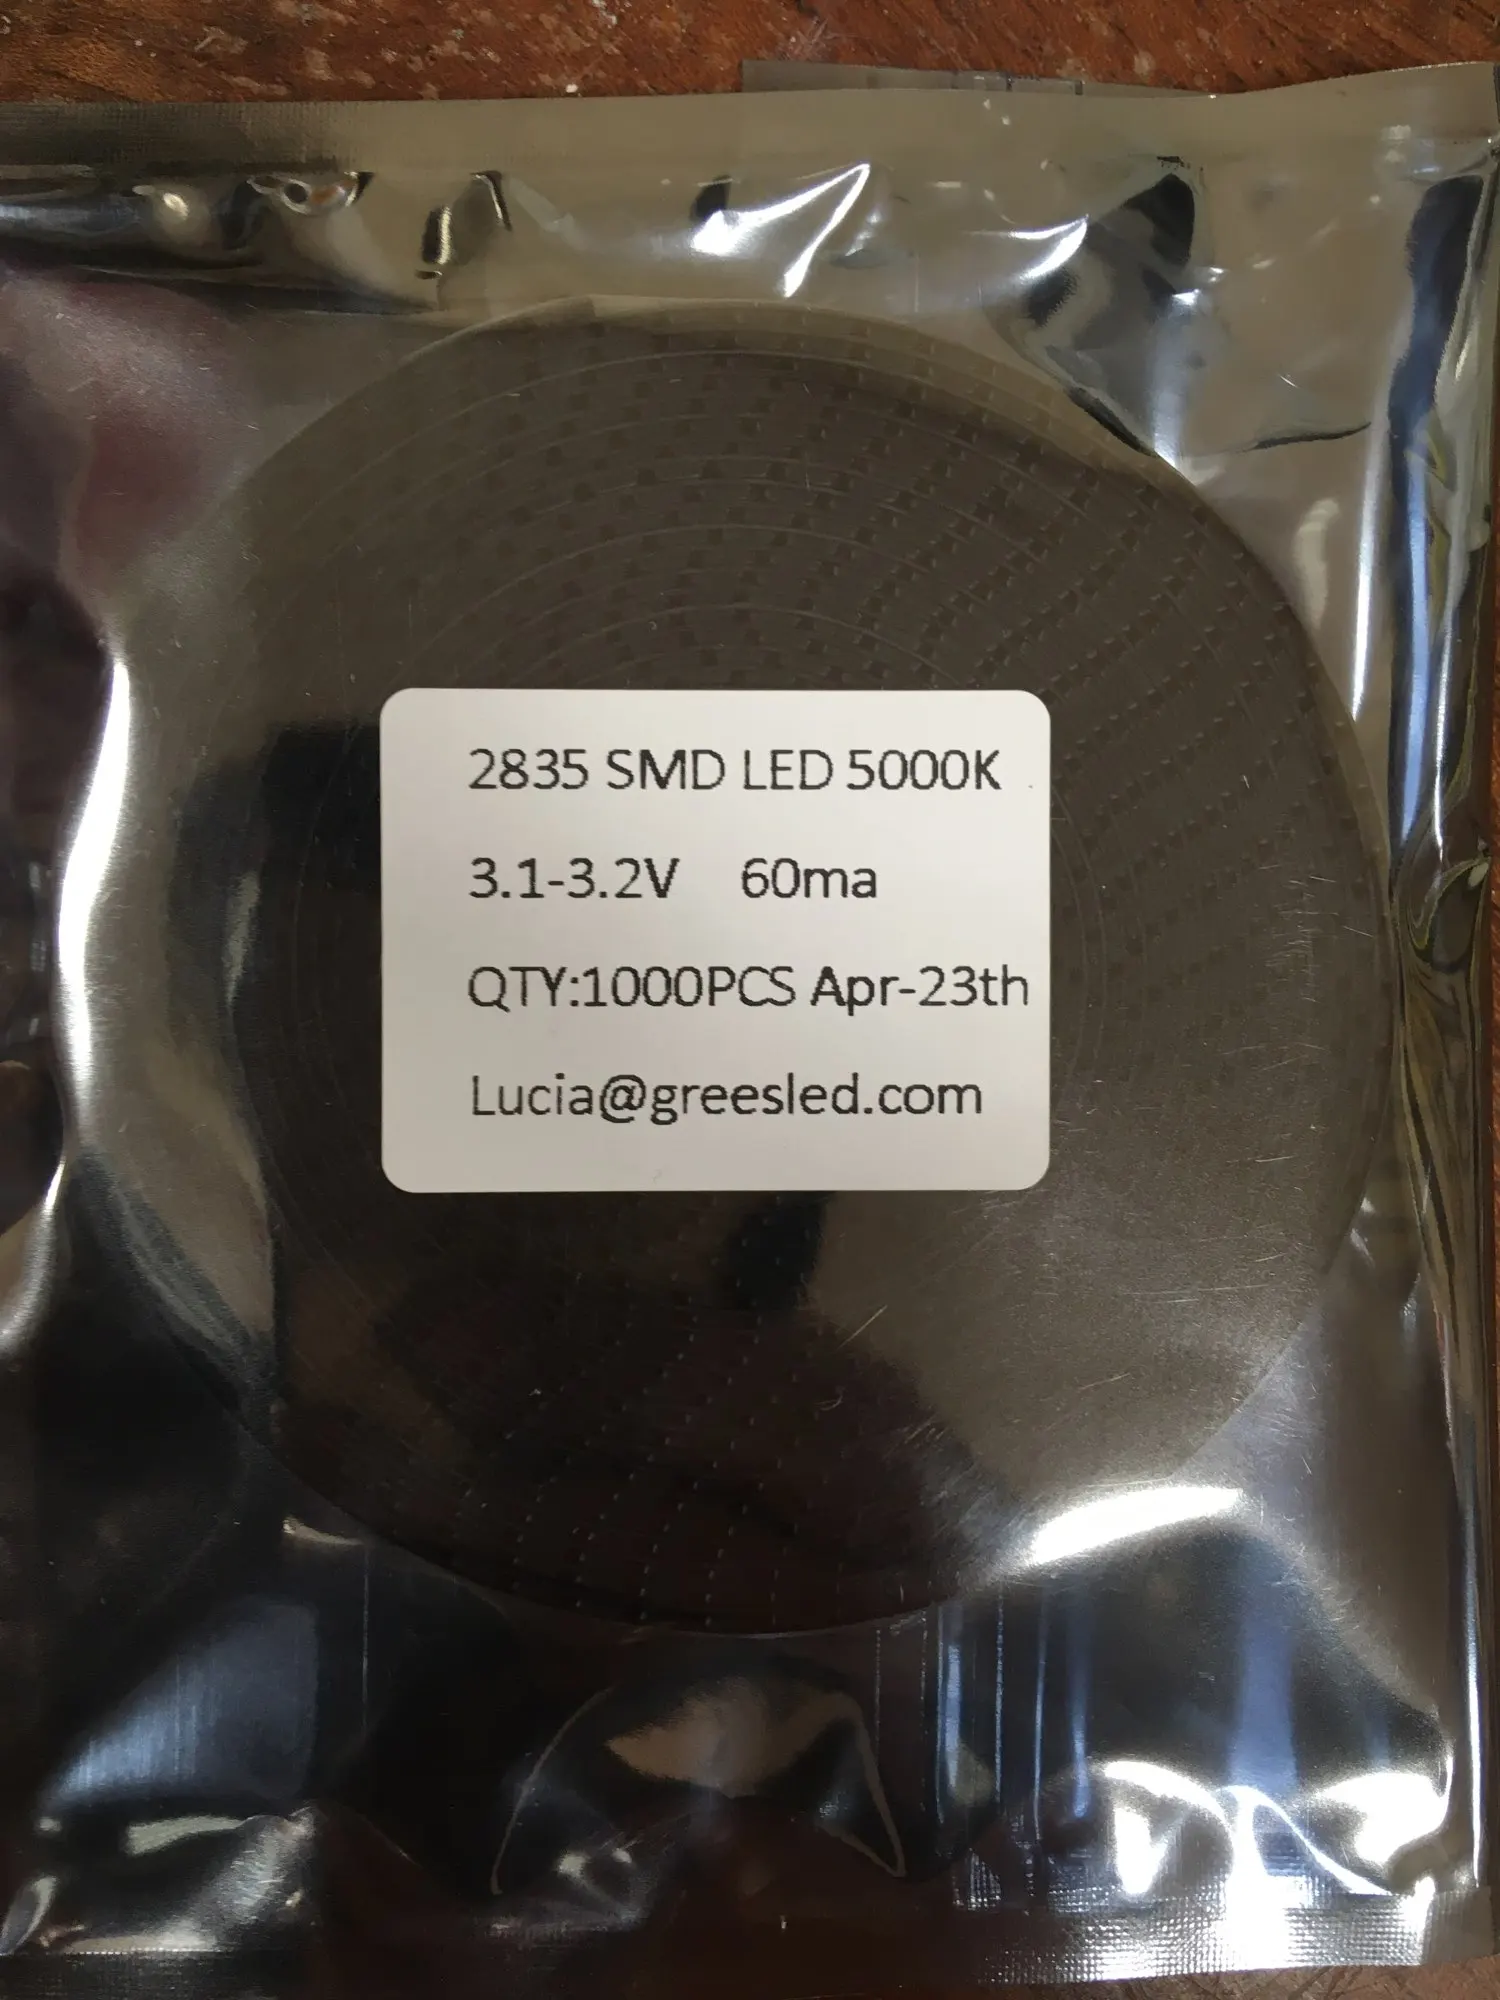 2835 SMD LED 5000K
3.1-3.2V 60ma
QTY:1000PCS Apr-23th
Lucia@greesled.com